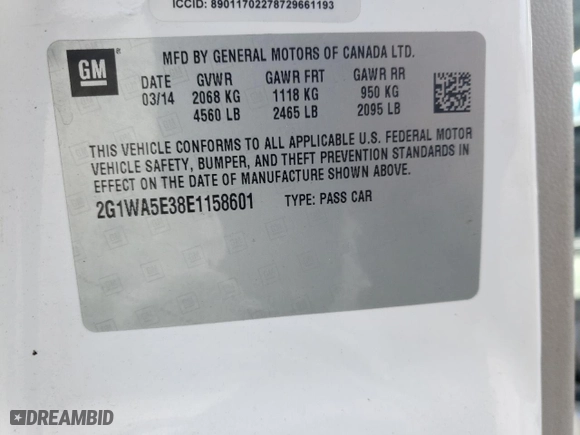 ICCID: 89011702278729661193
GM
MFD BY GENERAL MOTORS OF CANADA LTD.
DATE GVWR GAWR FRT GAWR RR
03/14 2068 KG 1118 KG 950 KG
4560 LB 2465 LB 2095 LB
THIS VEHICLE CONFORMS TO ALL APPLICABLE U.S. FEDERAL MOTOR
VEHICLE SAFETY, BUMPER, AND THEFT PREVENTION STANDARDS IN
EFFECT ON THE DATE OF MANUFACTURE SHOWN ABOVE.
2G1WA5E38E1158601 TYPE: PASS CAR
DREAMBID